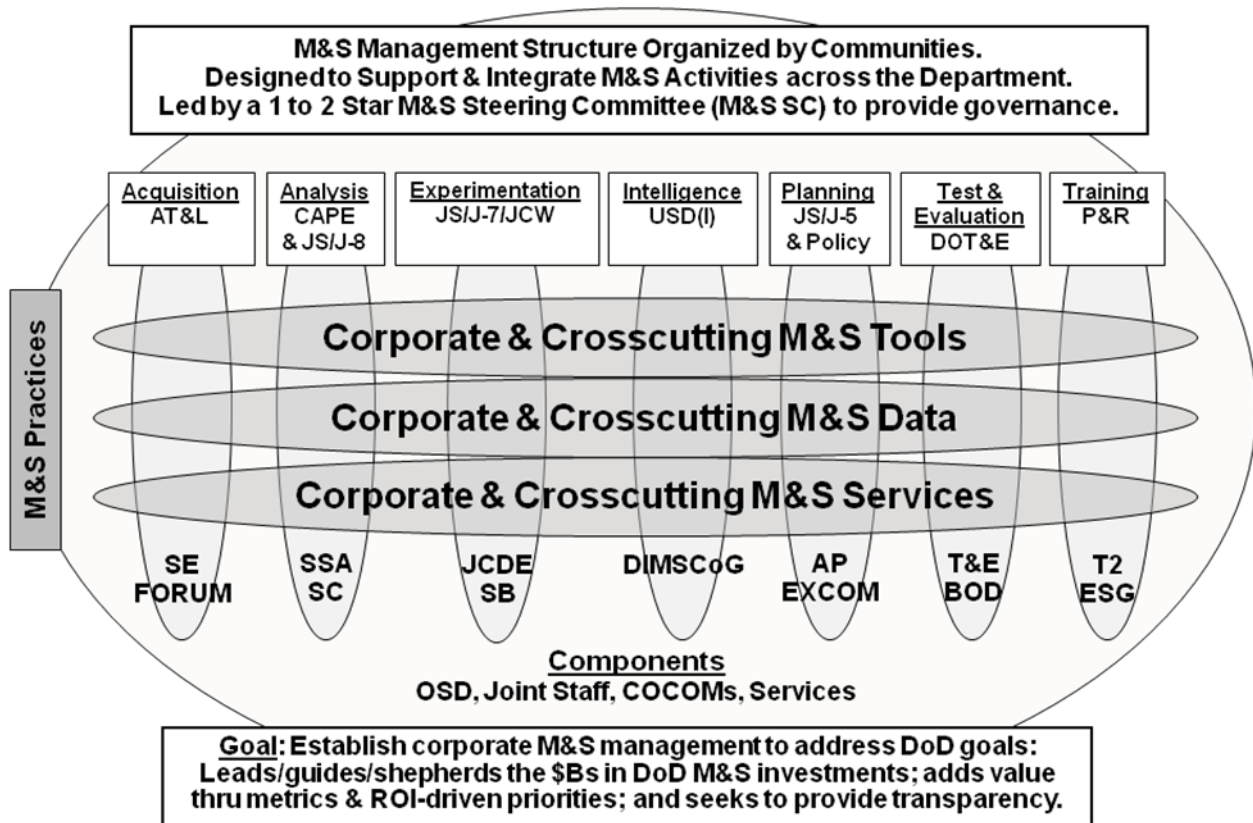 M&S Management Structure Organized by Communities.
Designed to Support & Integrate M&S Activities across the Department.
Led by a 1 to 2 Star M&S Steering Committee (M&S SC) to provide governance.
Acquisition
AT&L
Analysis
CAPE
& JS/J-8
Experimentation
JS/J-7/JCW
Intelligence
USD(I)
Planning
JS/J-5
& Policy
Test &
Evaluation
DOT&E
Training
P&R
M&S Practices
Corporate & Crosscutting M&S Tools
Corporate & Crosscutting M&S Data
Corporate & Crosscutting M&S Services
SE
FORUM
SSA
SC
JCDE
SB
DIMSCoG
AP
EXCOM
T&E
BOD
T2
ESG
Components
OSD, Joint Staff, COCOMs, Services
Goal: Establish corporate M&S management to address DoD goals:
Leads/guides/shepherds the $Bs in DoD M&S investments; adds value
thru metrics & ROI-driven priorities; and seeks to provide transparency.